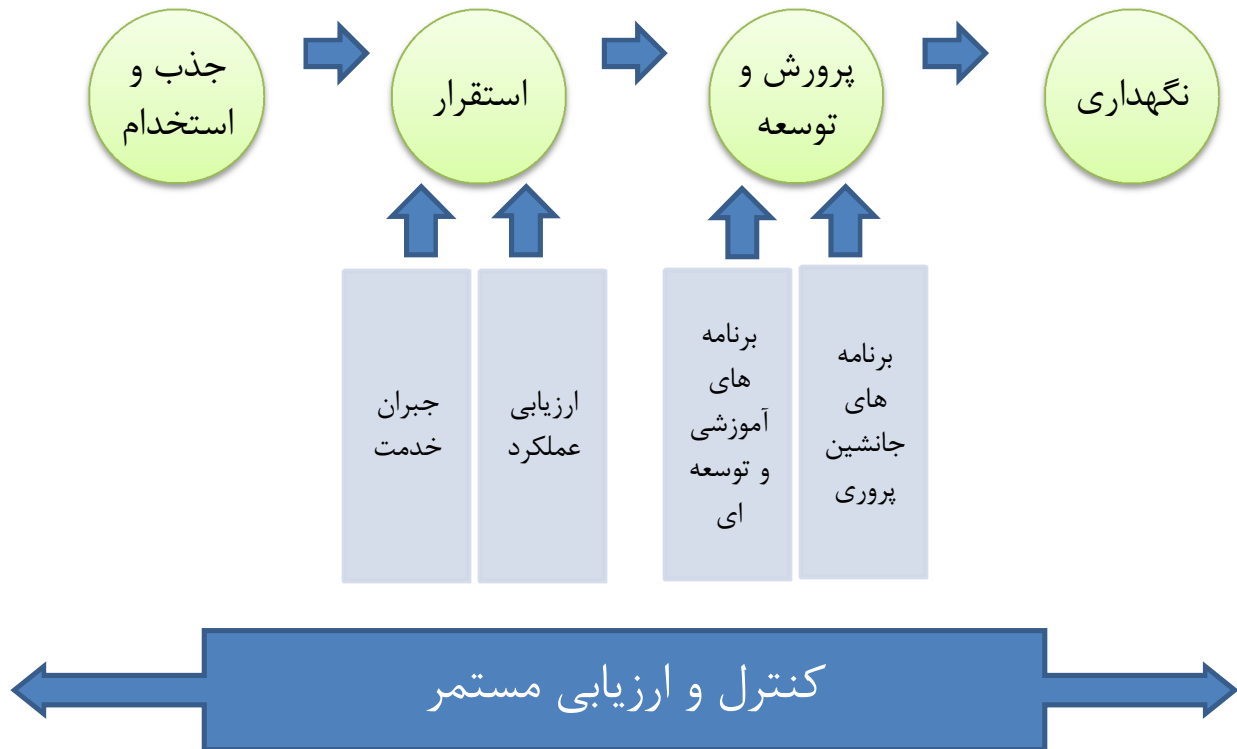 جذب و
استخدام
استقرار
پرورش و
توسعه
نگهداری
جبران
خدمت
ارزیابی
عملکرد
برنامه
های
آموزشی
و توسعه
ای
برنامه
های
جانشین
پروری
کنترل و ارزیابی مستمر